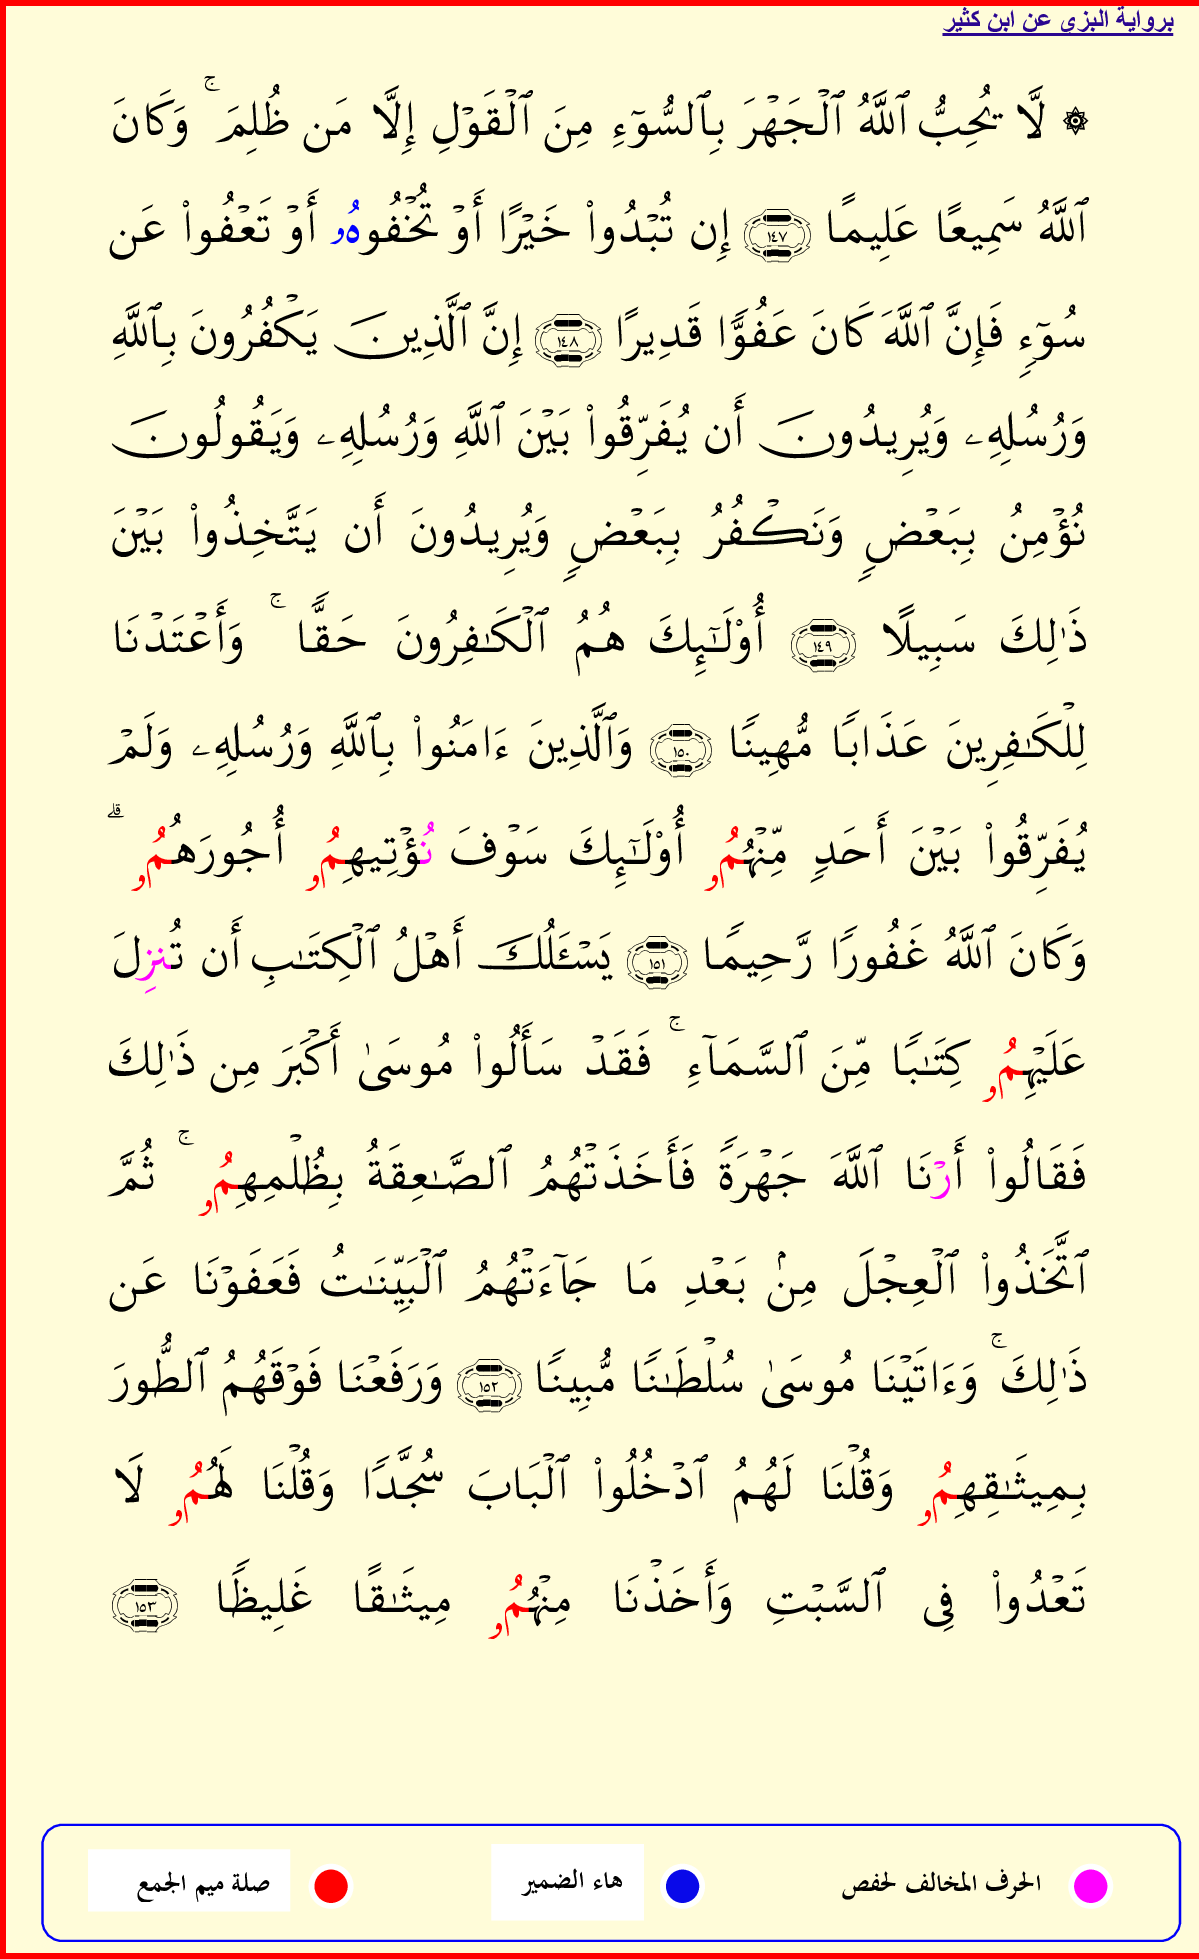 برواية البزي عن ابن كثير
۞ لَّا يُحِبُّ ٱللَّهُ ٱلۡجَهۡرَ بِٱلسُّوٓءِ مِنَ ٱلۡقَوۡلِ إِلَّا مَن ظُلِمَۚ وَكَانَ
ٱللَّهُ سَمِيعًا عَلِيمًا ١٤٧ إِن تُبۡدُواْ خَيۡرًا أَوۡ تُخۡفُوهُۥ أَوۡ تَعۡفُواْ عَن
سُوٓءٖ فَإِنَّ ٱللَّهَ كَانَ عَفُوًّا قَدِيرًا ١٤٨ إِنَّ ٱلَّذِينَ يَكۡفُرُونَ بِٱللَّهِ
وَرُسُلِهِۦ وَيُرِيدُونَ أَن يُفَرِّقُواْ بَيۡنَ ٱللَّهِ وَرُسُلِهِۦ وَيَقُولُونَ
نُؤۡمِنُ بِبَعۡضٖ وَنَكۡفُرُ بِبَعۡضٖ وَيُرِيدُونَ أَن يَتَّخِذُواْ بَيۡنَ
ذَٰلِكَ سَبِيلًا ١٤٩ أُوْلَٰٓئِكَ هُمُ ٱلۡكَٰفِرُونَ حَقًّاۚ وَأَعۡتَدۡنَا
لِلۡكَٰفِرِينَ عَذَابًا مُّهِينًا ١٥٠ وَٱلَّذِينَ ءَامَنُواْ بِٱللَّهِ وَرُسُلِهِۦ وَلَمۡ
يُفَرِّقُواْ بَيۡنَ أَحَدٖ مِّنۡهُمُۥ أُوْلَٰٓئِكَ سَوۡفَ نُؤۡتِيهِمُۥ أُجُورَهُمُۥۗ
وَكَانَ ٱللَّهُ غَفُورًا رَّحِيمًا ١٥١ يَسۡـَٔلُكَ أَهۡلُ ٱلۡكِتَٰبِ أَن تُنزِلَ
عَلَيۡهِمُۥ كِتَٰبًا مِّنَ ٱلسَّمَآءِۚ فَقَدۡ سَأَلُواْ مُوسَىٰ أَكۡبَرَ مِن ذَٰلِكَ
فَقَالُواْ أَرۡنَا ٱللَّهَ جَهۡرَةً فَأَخَذَتۡهُمُ ٱلصَّٰعِقَةُ بِظُلۡمِهِمُۥۚ ثُمَّ
ٱتَّخَذُواْ ٱلۡعِجۡلَ مِنۢ بَعۡدِ مَا جَآءَتۡهُمُ ٱلۡبَيِّنَٰتُ فَعَفَوۡنَا عَن
ذَٰلِكَۚ وَءَاتَيۡنَا مُوسَىٰ سُلۡطَٰنًا مُّبِينًا ١٥٢ وَرَفَعۡنَا فَوۡقَهُمُ ٱلطُّورَ
بِمِيثَٰقِهِمُۥ وَقُلۡنَا لَهُمُ ٱدۡخُلُواْ ٱلۡبَابَ سُجَّدًا وَقُلۡنَا لَهُمُۥ لَا
تَعۡدُواْ فِي ٱلسَّبۡتِ وَأَخَذۡنَا مِنۡهُمُۥ مِيثَٰقًا غَلِيظًا ١٥٣
الحرف المخالف لحفص هاء الضمير صلة ميم الجمع